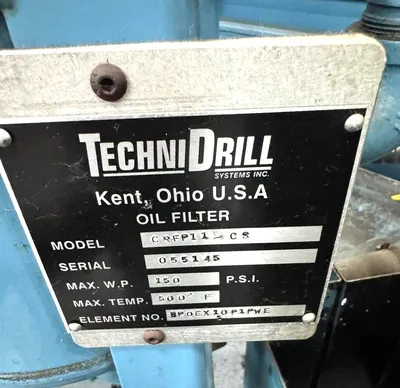 TECHNIDRILL
SYSTEMS INC.
Kent, Ohio U.S.A
OIL FILTER
MODEL
SERIAL 055145
MAX. W.P. 150 P.S.I.
MAX. TEMP. 500° F
ELEMENT NO.